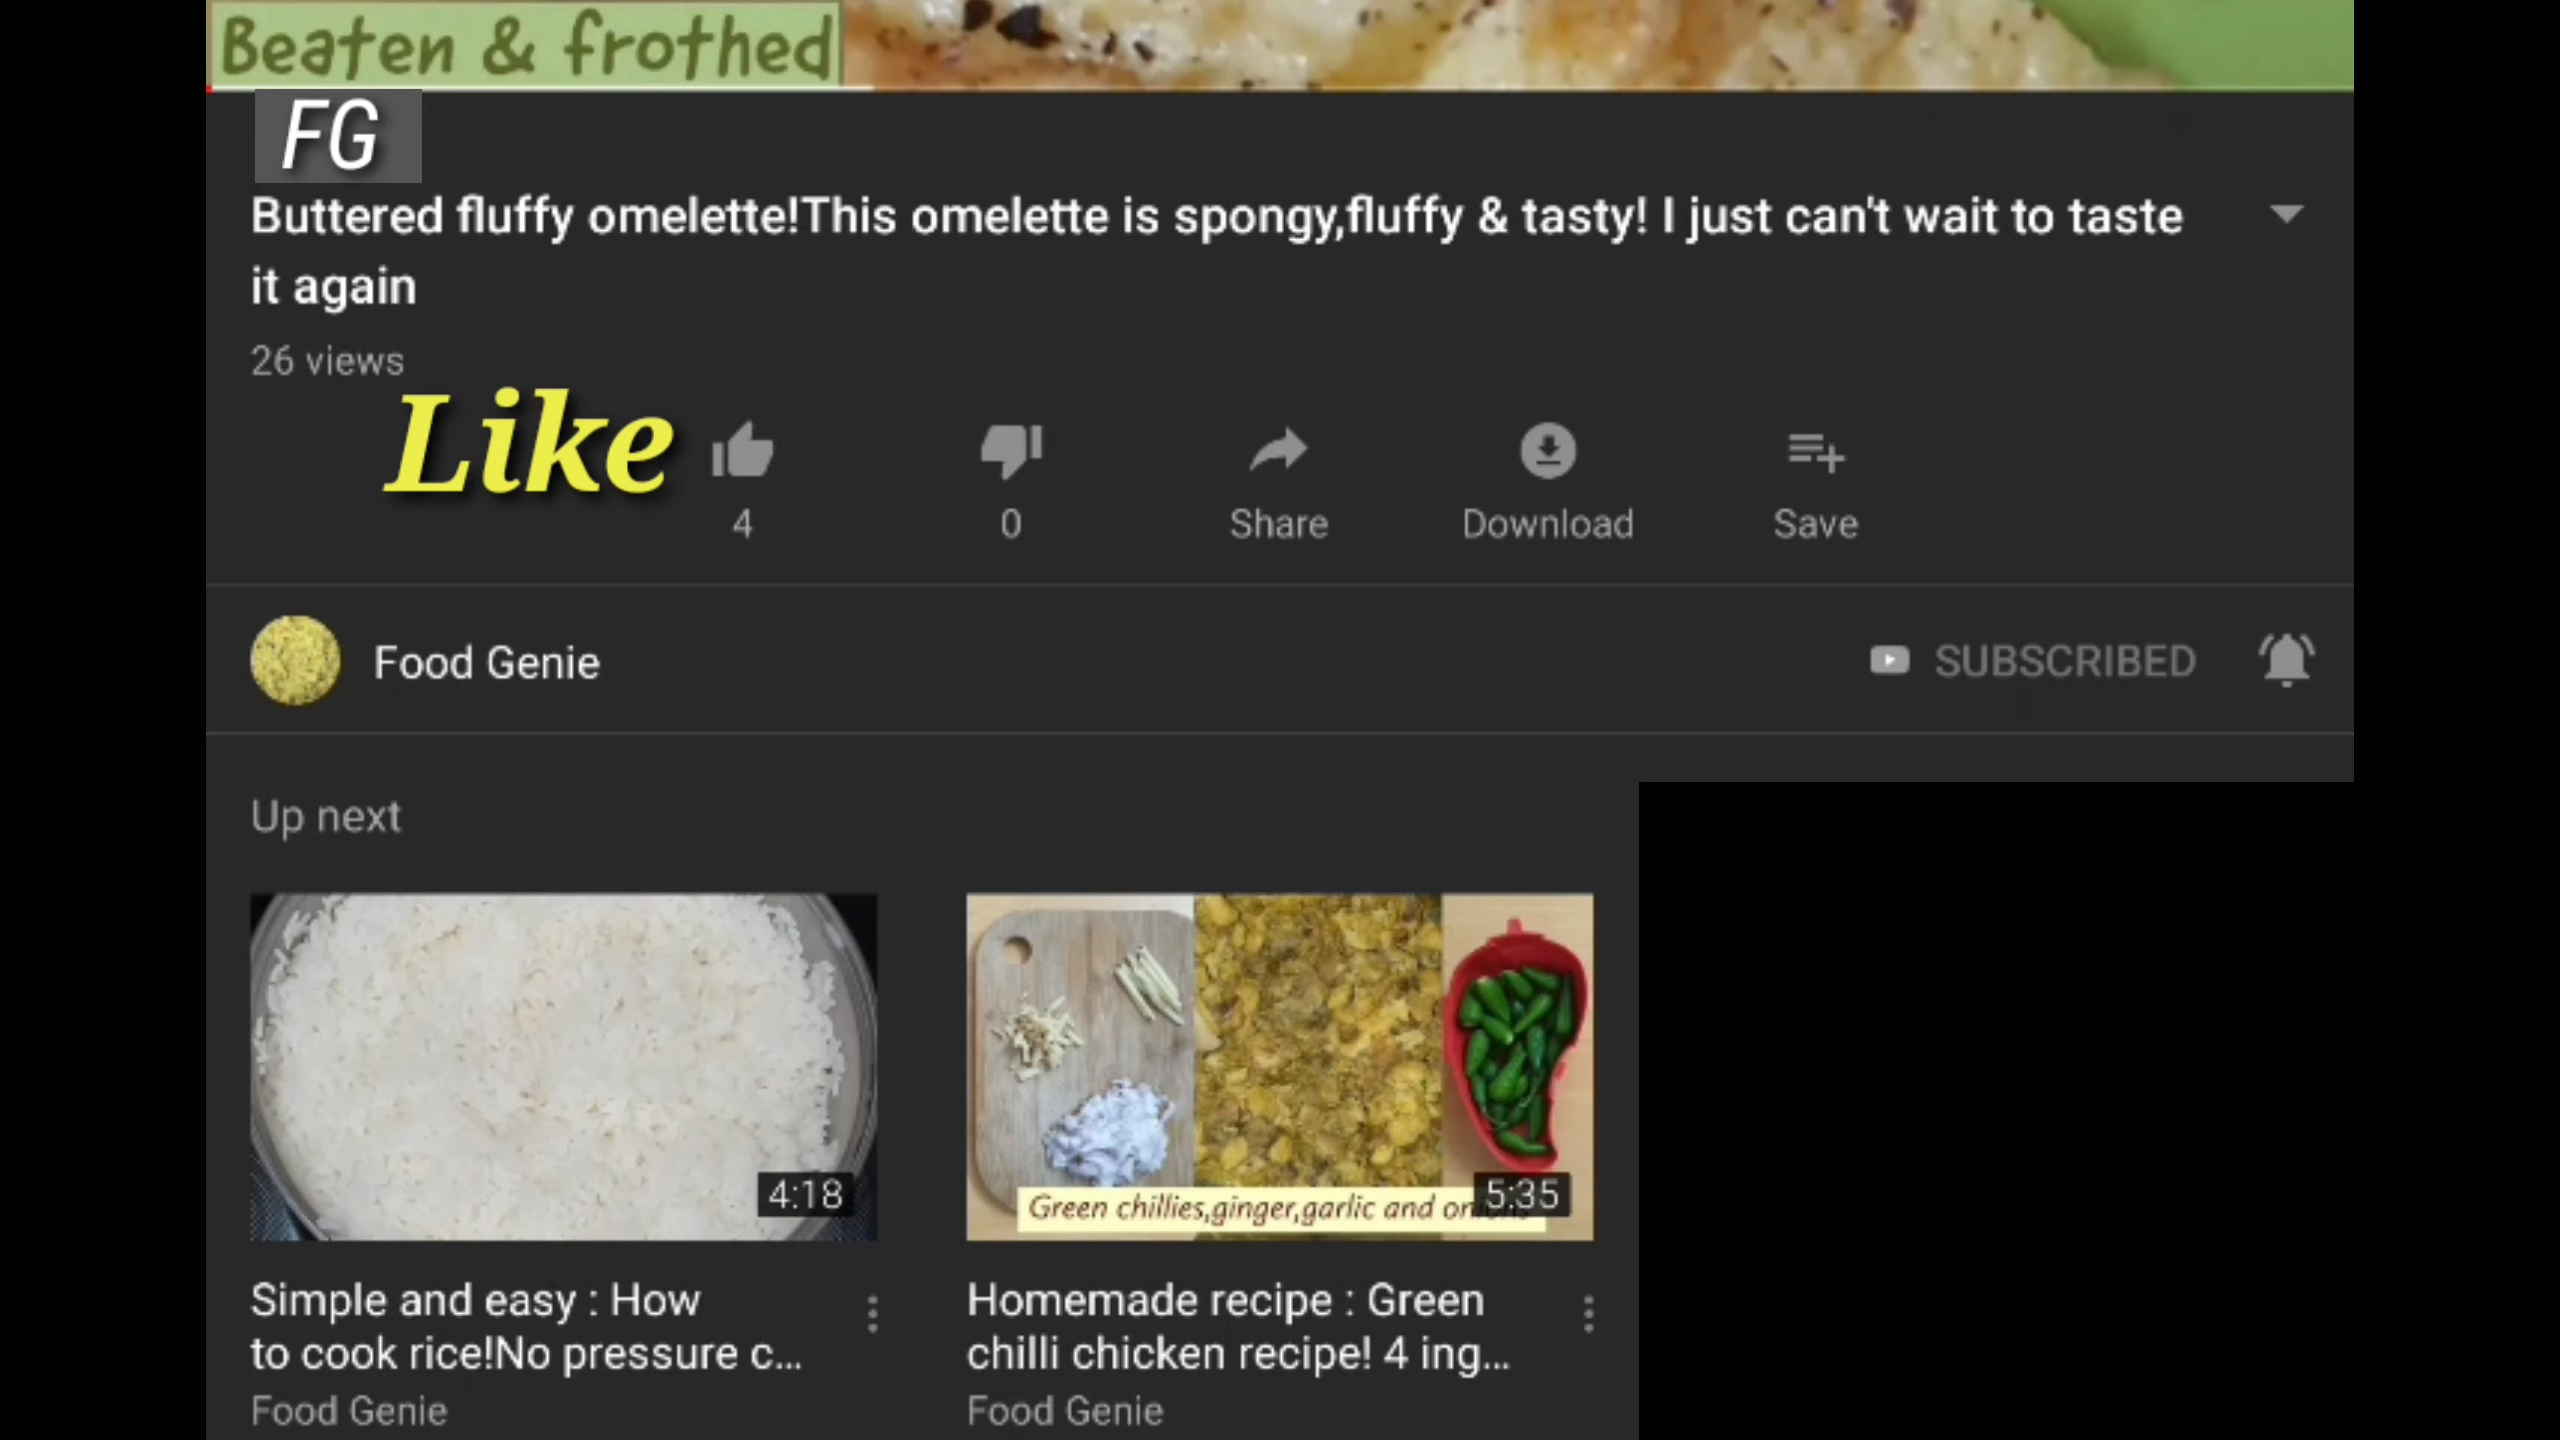 Beaten & frothed
FG
Buttered fluffy omelette!This omelette is spongy,fluffy & tasty! I just can't wait to taste
it again
26 views
Like
4
0
Share
Download
Save
Food Genie
SUBSCRIBED
Up next
4:18
Green chillies,ginger,garlic and
5:35
Simple and easy : How
to cook rice!No pressure c...
Food Genie
Homemade recipe : Green
chilli chicken recipe! 4 ing...
Food Genie